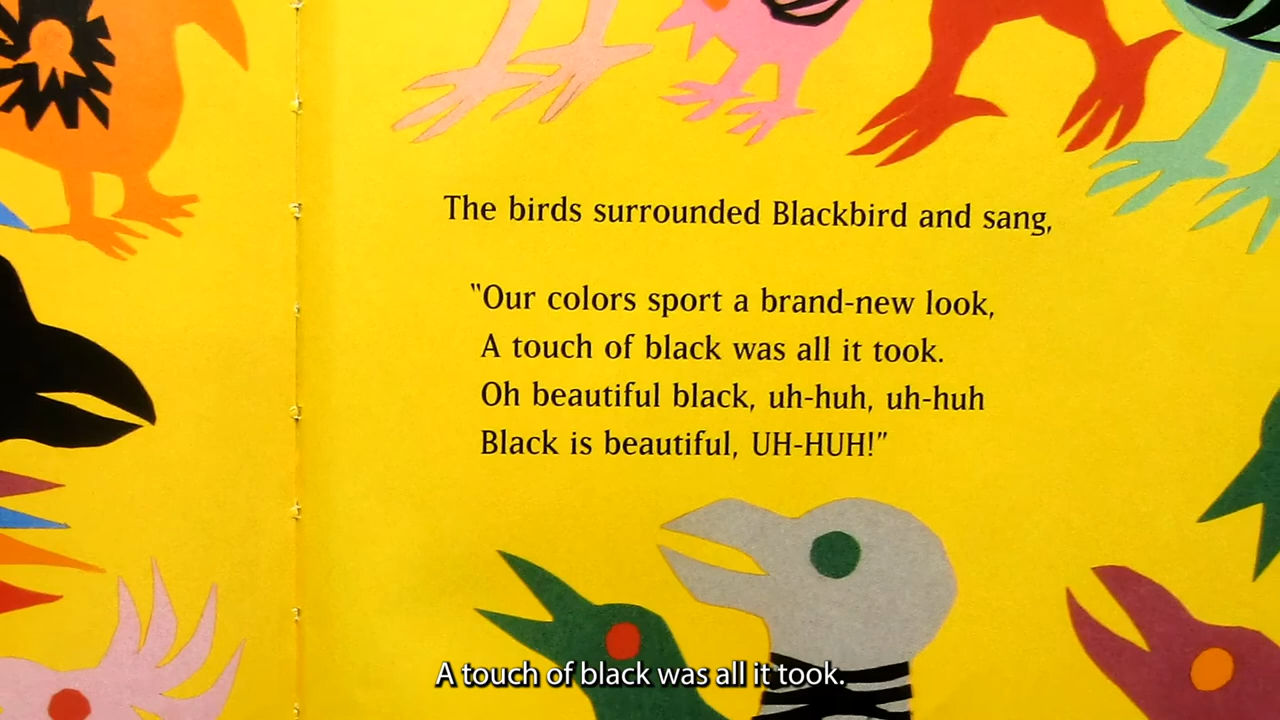 The birds surrounded Blackbird and sang,
"Our colors sport a brand-new look,
A touch of black was all it took.
Oh beautiful black, uh-huh, uh-huh
Black is beautiful, UH-HUH!"
A touch of black was all it took.